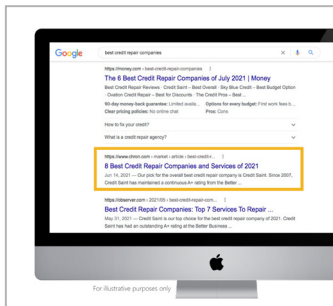 Google
best credit repair companies
https://money.com › best-credit-repair-companies
The 6 Best Credit Repair Companies of July 2021 | Money
Best Credit Repair Reviews · Credit Saint - Best Overall · Sky Blue Credit - Best Budget Option
· Ovation Credit Repair – Best for Discounts · The Credit Pros – Best ...
90-day money-back guarantee: Limited availa... Options for every budget: First work fees b...
Clear pricing policies: No online chat Pros: Cons
How to fix your credit?
What is a credit repair agency?
https://www.chron.com › market › article › best-credit-r...
8 Best Credit Repair Companies and Services of 2021
Jun 14, 2021 — Our pick for the overall best credit repair company is Credit Saint. Since 2007,
Credit Saint has maintained a continuous A+ rating from the Better ...
https://observer.com › 2021/05 › best-credit-repair-com...
Best Credit Repair Companies: Top 7 Services To Repair ...
May 31, 2021 — Credit Saint is our top choice for the best credit repair company of 2021. Credit
Saint has had an outstanding A+ rating at the Better Business ...
For illustrative purposes only